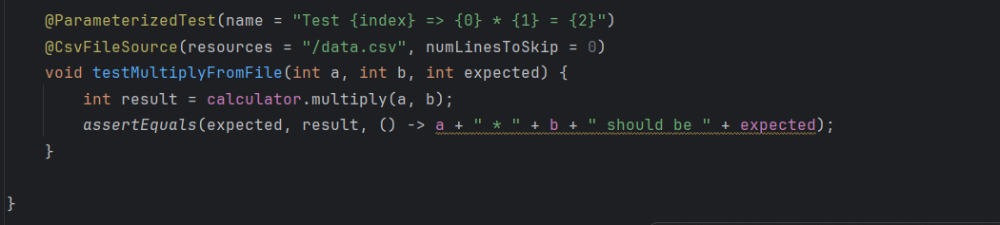 @ParameterizedTest(name = "Test {index} => {0} * {1} = {2}")
@CsvFileSource(resources = "/data.csv", numLinesToSkip = 0)
void testMultiplyFromFile(int a, int b, int expected) {
int result = calculator.multiply(a, b);
assertEquals(expected, result, () -> a + " * " + b + " should be " + expected);
}
}